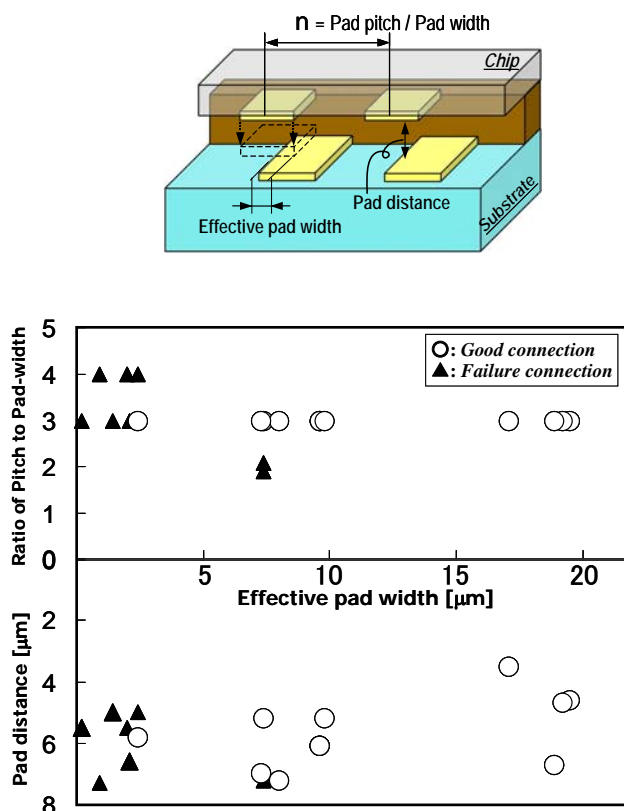 n = Pad pitch / Pad width
Chip
Pad distance
Effective pad width
Substrate
5
○: Good connection
▲: Failure connection
4
3
2
1
0
Ratio of Pitch to Pad-width
5
10
15
20
Effective pad width [μm]
2
4
6
8
Pad distance [μm]